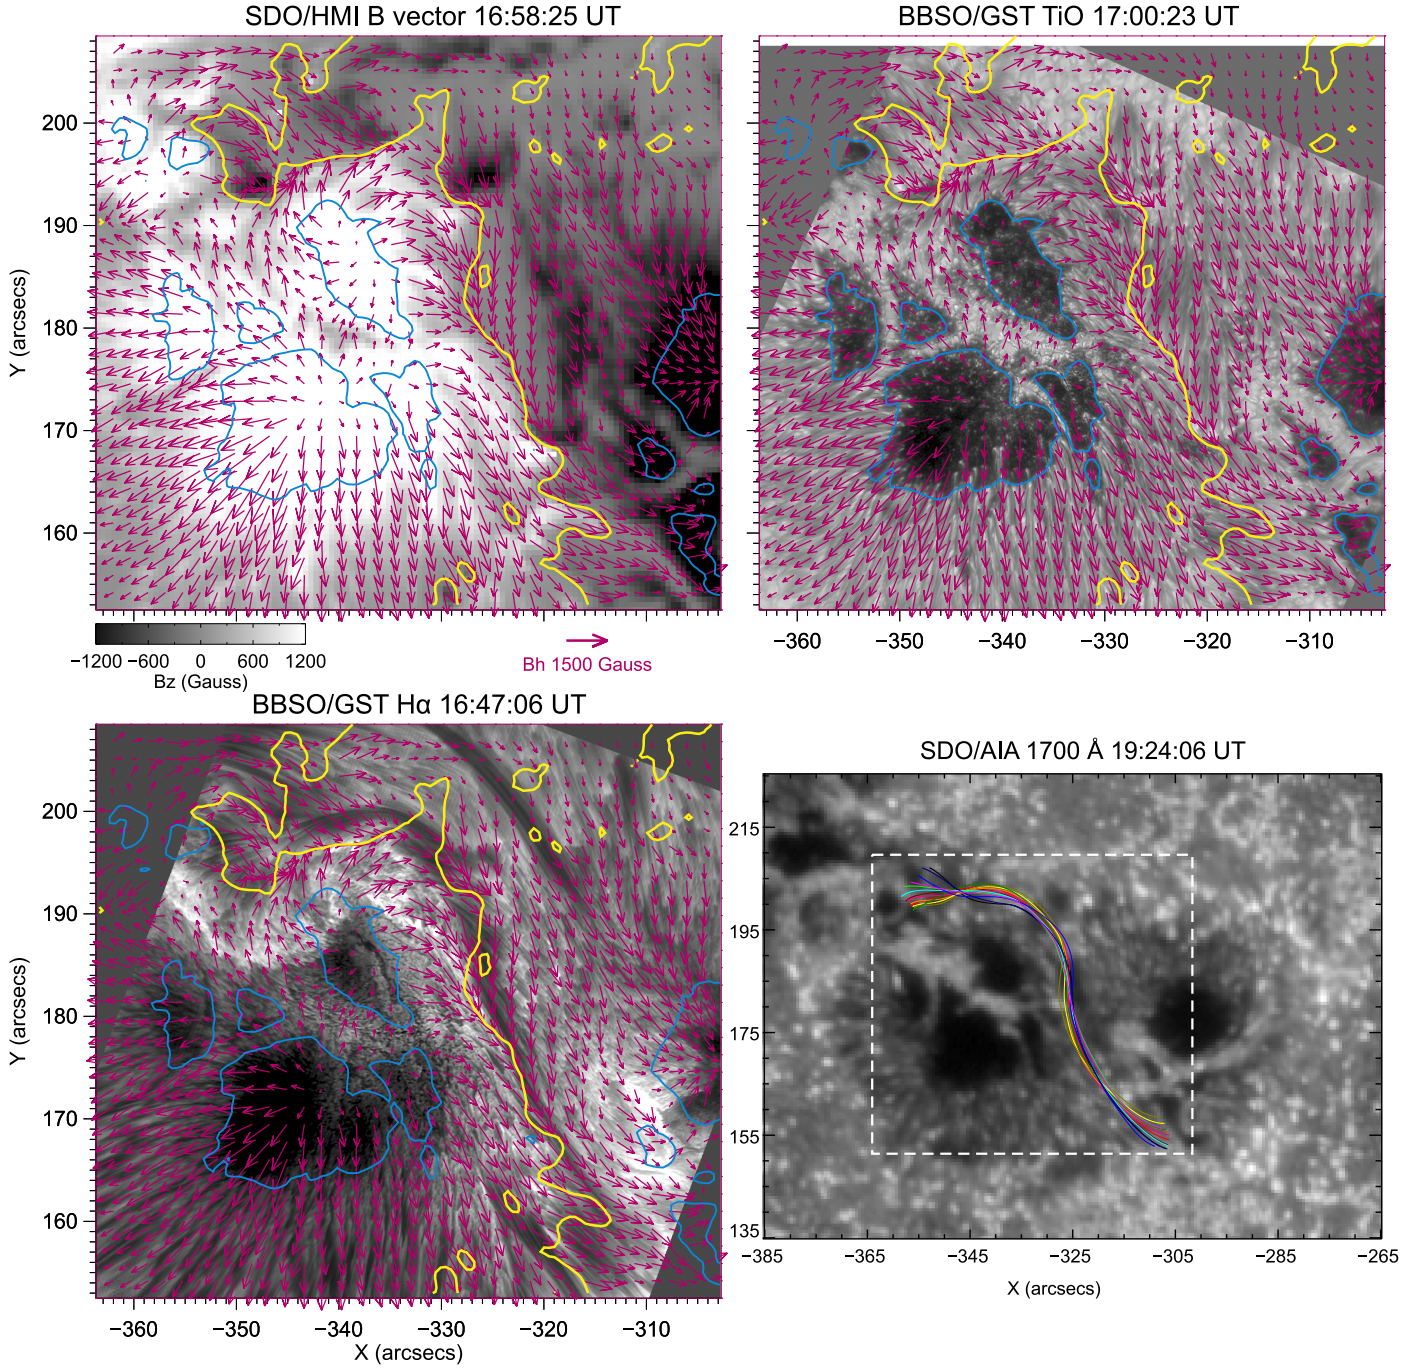 SDO/HMI B vector 16:58:25 UT
BBSO/GST TiO 17:00:23 UT
200
190
180
170
160
Y (arcsecs)
−1200 −600 0 600 1200
Bz (Gauss)
Bh 1500 Gauss
−360 −350 −340 −330 −320 −310
BBSO/GST Hα 16:47:06 UT
200
190
180
170
160
Y (arcsecs)
−360 −350 −340 −330 −320 −310
X (arcsecs)
SDO/AIA 1700 Å 19:24:06 UT
215
195
175
155
135
−385 −365 −345 −325 −305 −285 −265
X (arcsecs)